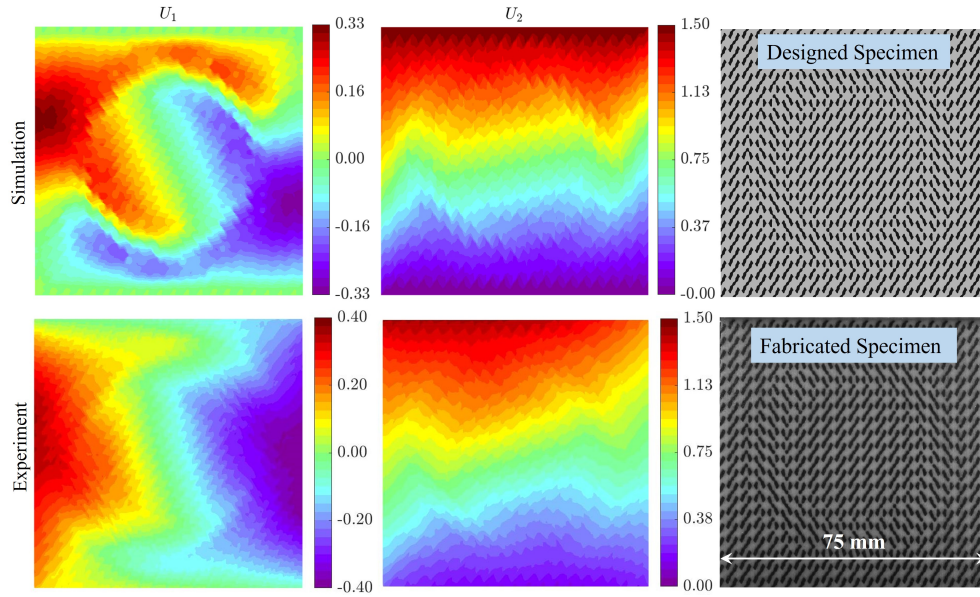 U₁
U₂
Simulation
0.33
0.16
0.00
-0.16
-0.33
1.50
1.13
0.75
0.37
-0.00
Designed Specimen
Experiment
0.40
0.20
0.00
-0.20
-0.40
1.50
1.13
0.75
0.38
0.00
Fabricated Specimen
75 mm